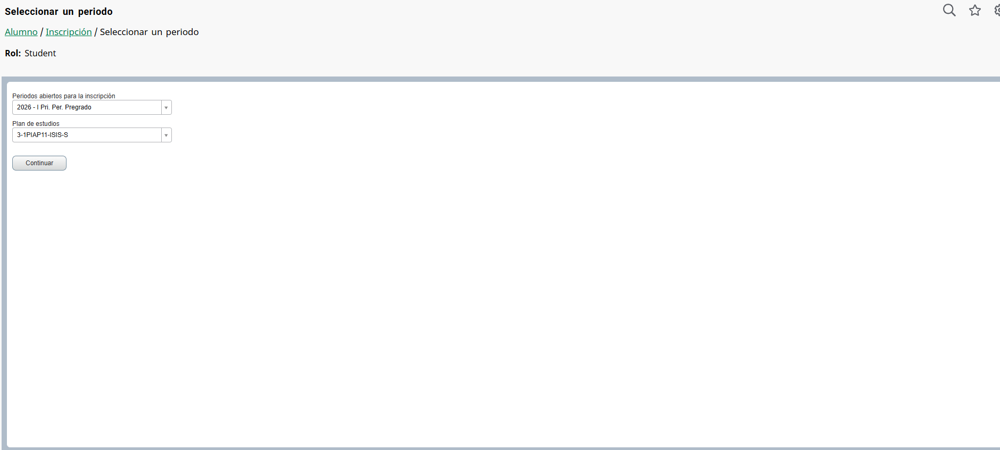 Seleccionar un periodo
Alumno / Inscripción / Seleccionar un periodo
Rol: Student
Periodos abiertos para la inscripción
2026 - I Pri. Per. Pregrado
Plan de estudios
3-1PIAP11-ISIS-S
Continuar